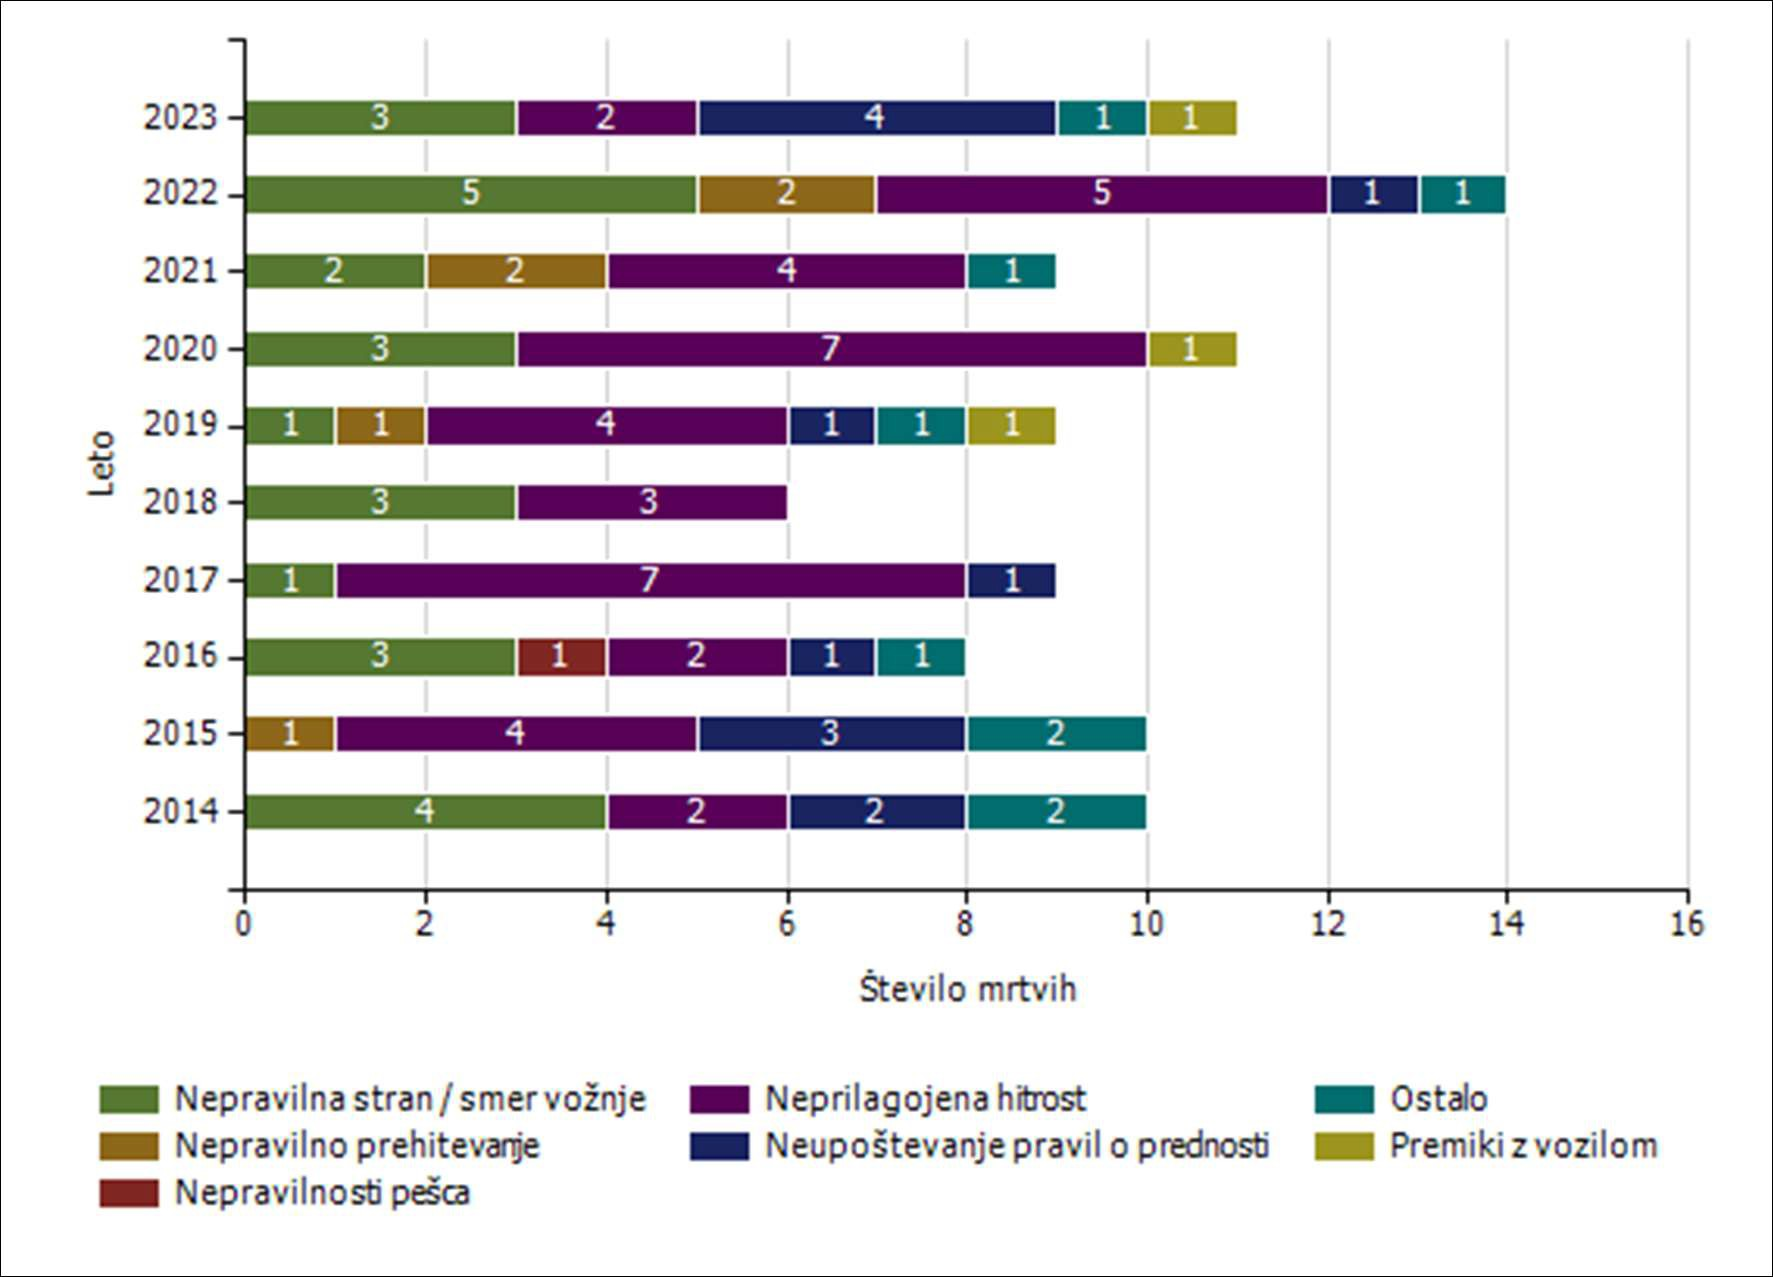 2023 3 2 4 1 1
2022 5 2 5 1 1
2021 2 2 4 1
2020 3 7 1
2019 1 1 4 1 1 1
2018 3 3
2017 1 7 1
2016 3 1 2 1 1
2015 1 4 3 2
2014 4 2 2 2
Leto
0 2 4 6 8 10 12 14 16
Število mrtvih
Nepravilna stran / smer vožnje Neprilagojena hitrost Ostalo
Nepravilno prehitevanje Neupoštevanje pravil o prednosti Premiki z vozilom
Nepravilnosti pešca